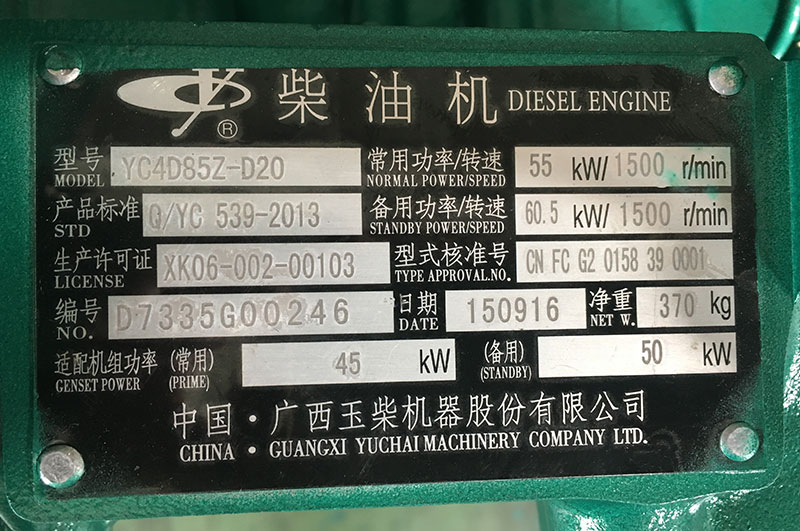 ® 柴油机 DIESEL ENGINE
型号 YC4D85Z-D20 常用功率/转速 55 kW/ 1500 r/min
MODEL NORMAL POWER/SPEED
产品标准 Q/YC 539-2013 备用功率/转速 60.5 kW/ 1500 r/min
STD STANDBY POWER/SPEED
生产许可证 XK06-002-00103 型式核准号 CN FC G2 0158 39 0001
LICENSE TYPE APPROVAL.NO.
编号 D7335G00246 日期 150916 净重 370 kg
NO. DATE NET W.
适配机组功率 (常用) 45 kW (备用) 50 kW
GENSET POWER (PRIME) (STANDBY)
中国·广西玉柴机器股份有限公司
CHINA · GUANGXI YUCHAI MACHINERY COMPANY LTD.